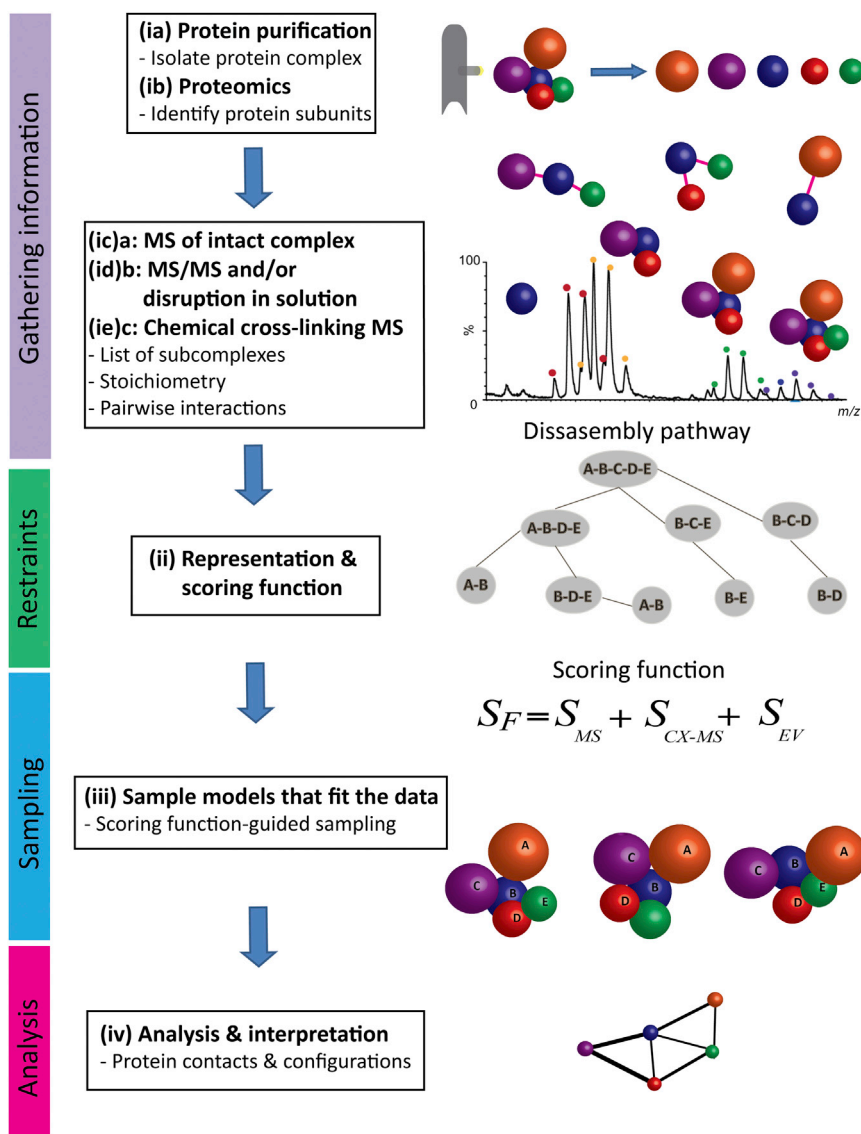 Gathering information
(ia) Protein purification
- Isolate protein complex
(ib) Proteomics
- Identify protein subunits
(ic)a: MS of intact complex
(id)b: MS/MS and/or
disruption in solution
(ie)c: Chemical cross-linking MS
- List of subcomplexes
- Stoichiometry
- Pairwise interactions
100
%
0
m/z
Dissasembly pathway
Restraints
(ii) Representation &
scoring function
A-B-C-D-E
A-B-D-E
B-C-E
B-C-D
A-B
B-D-E
A-B
B-E
B-D
Scoring function
SF = SMS + SCX-MS + SEV
Sampling
(iii) Sample models that fit the data
- Scoring function-guided sampling
A
C
B
E
D
C
A
B
D
A
B
C
E
D
Analysis
(iv) Analysis & interpretation
- Protein contacts & configurations